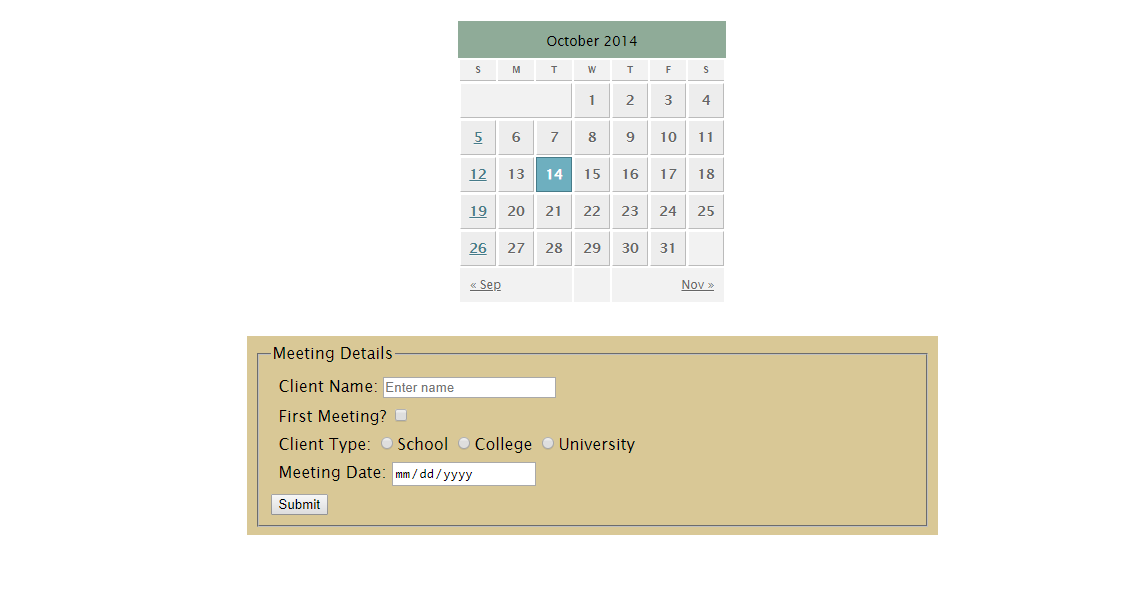 October 2014
S M T W T F S
1 2 3 4
5 6 7 8 9 10 11
12 13 14 15 16 17 18
19 20 21 22 23 24 25
26 27 28 29 30 31
« Sep Nov »
Meeting Details
Client Name: Enter name
First Meeting?
Client Type: School College University
Meeting Date: mm/dd/yyyy
Submit